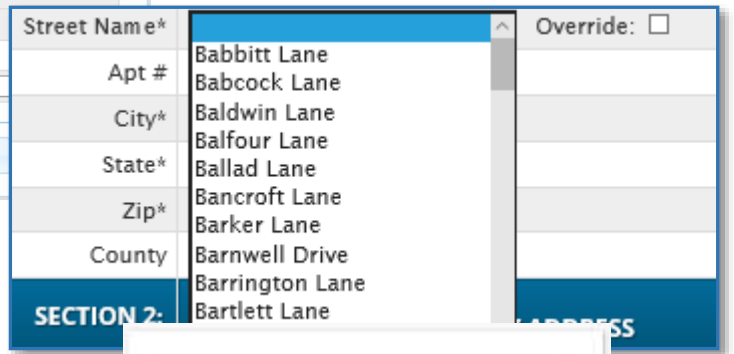 Street Name* Override:
Babbitt Lane
Apt #
Babcock Lane
City* Baldwin Lane
Balfour Lane
State* Ballad Lane
Bancroft Lane
Zip*
Barker Lane
County Barnwell Drive
Barrington Lane
SECTION 2: Bartlett Lane
ADDRESS